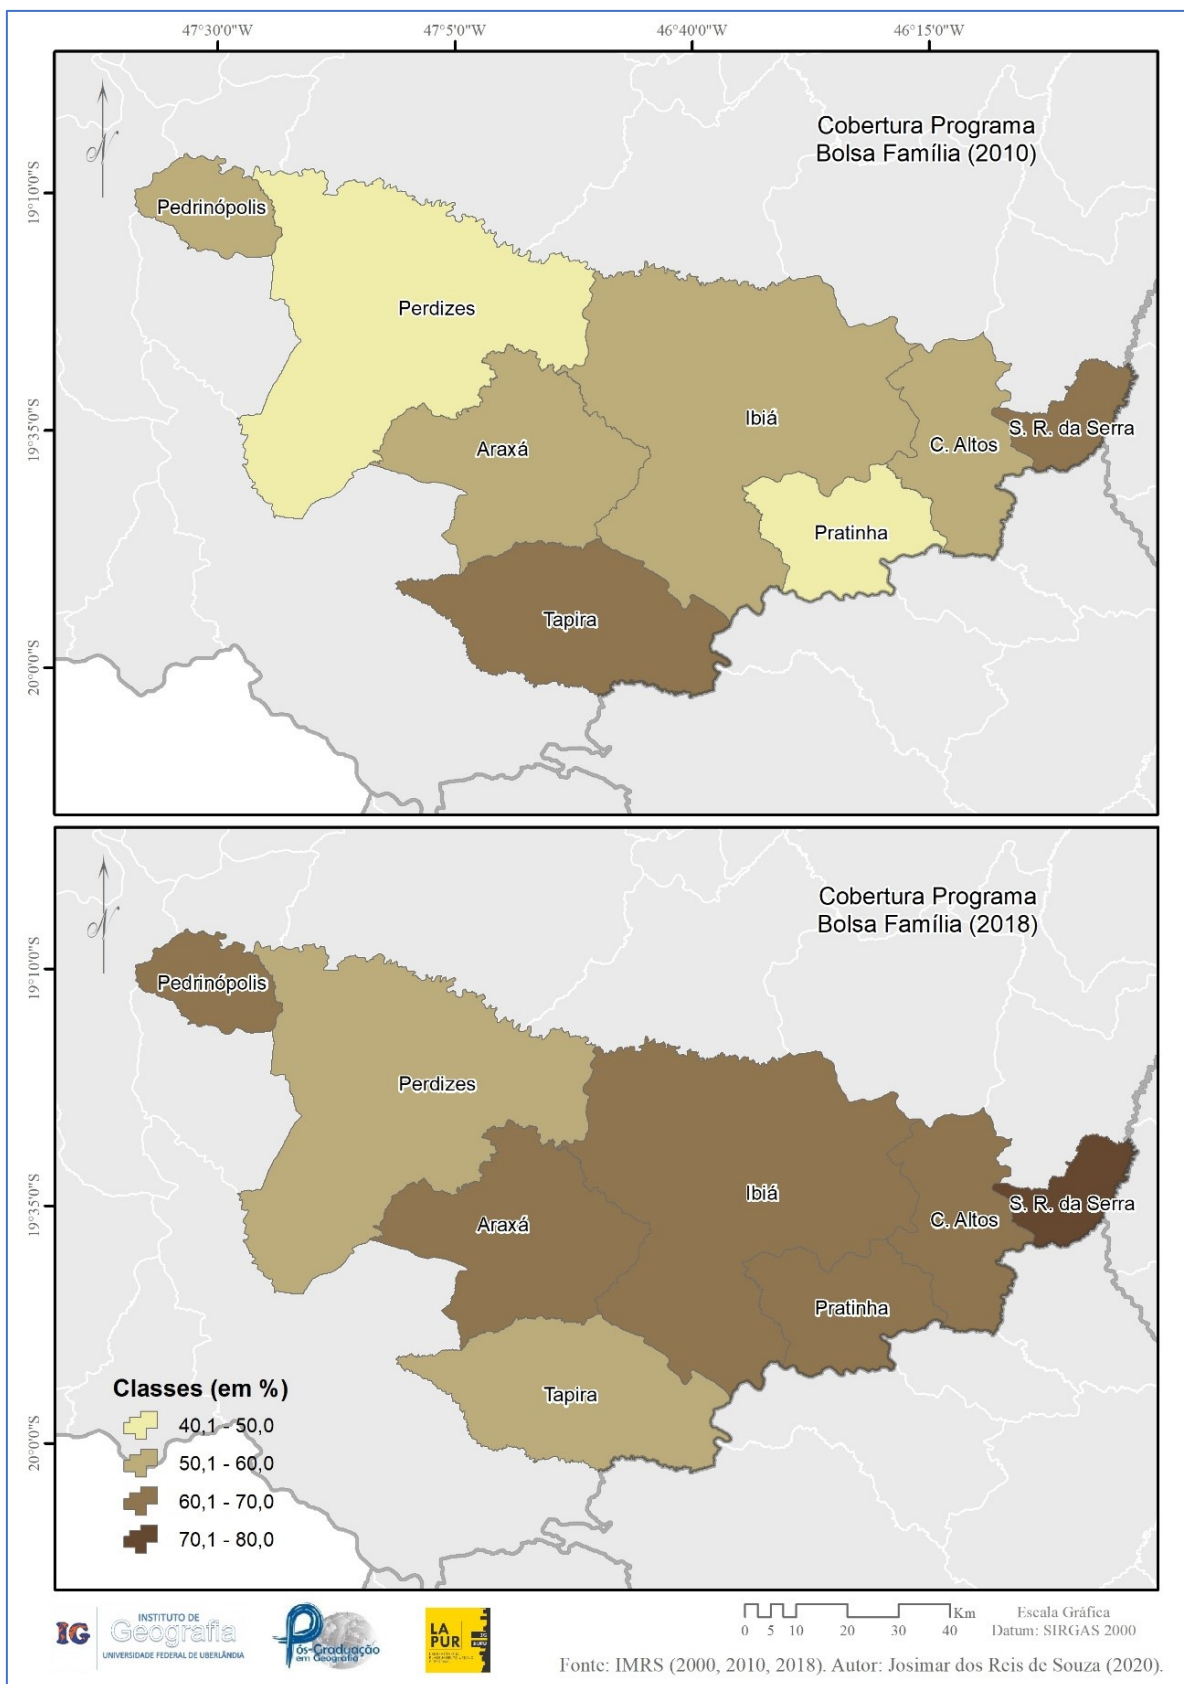 47°30'0"W
47°5'0"W
46°40'0"W
46°15'0"W
N
Cobertura Programa
Bolsa Família (2010)
19°10'0"S
Pedrinópolis
Perdizes
Ibiá
19°35'0"S
Araxá
C. Altos
S. R. da Serra
Pratinha
Tapira
20°0'0"S
N
Cobertura Programa
Bolsa Família (2018)
19°10'0"S
Pedrinópolis
Perdizes
Ibiá
19°35'0"S
Araxá
C. Altos
S. R. da Serra
Pratinha
Tapira
20°0'0"S
Classes (em %)
40,1 - 50,0
50,1 - 60,0
60,1 - 70,0
70,1 - 80,0
IG
INSTITUTO DE
Geografia
UNIVERSIDADE FEDERAL DE UBERLÂNDIA
Pós-Graduação
em Geografia
LA
PUR
IG
UFU
Km
0 5 10 20 30 40
Escala Gráfica
Datum: SIRGAS 2000
Fonte: IMRS (2000, 2010, 2018). Autor: Josimar dos Reis de Souza (2020).